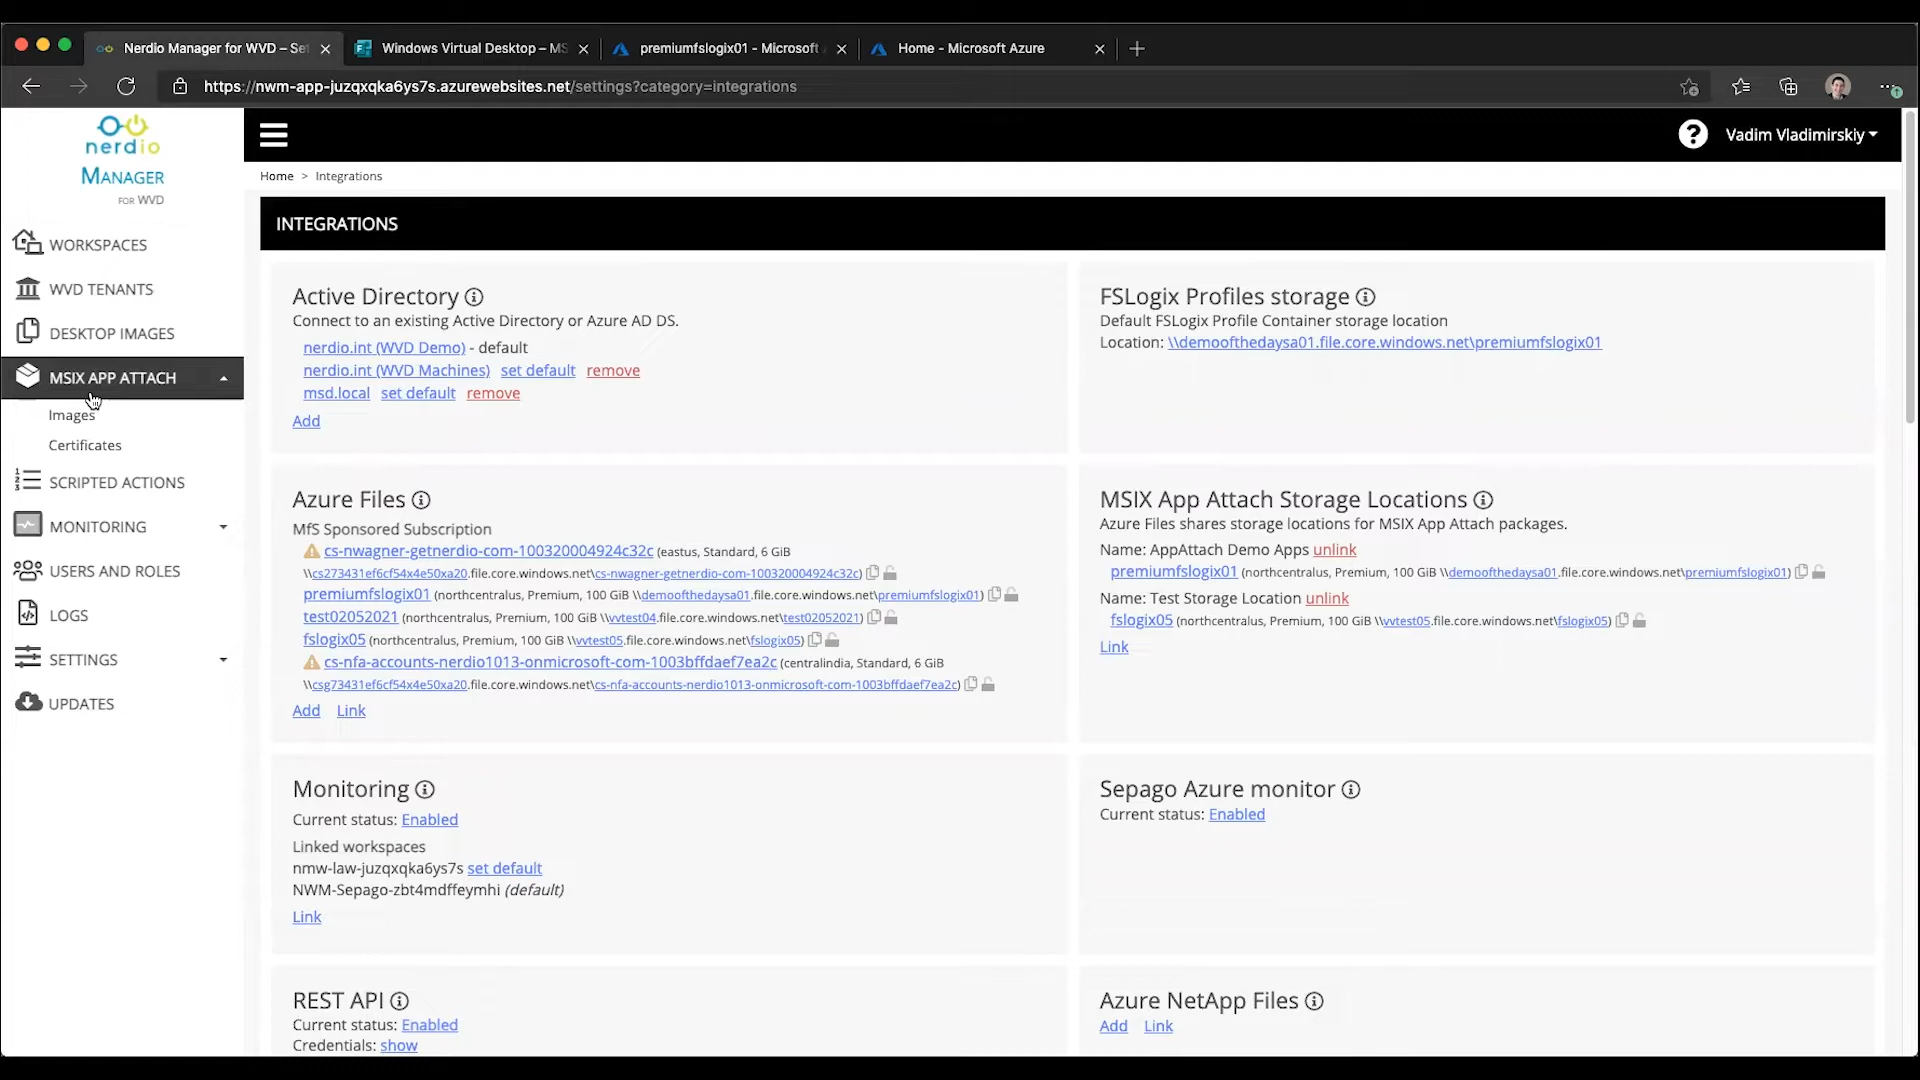 Nerdio Manager for WVD – Set
Windows Virtual Desktop – MS
premiumfslogix01 - Microsoft
Home - Microsoft Azure
https://nwm-app-juzqxqka6ys7s.azurewebsites.net/settings?category=integrations
nerdio
MANAGER
FOR WVD
Vadim Vladimirskiy
Home > Integrations
WORKSPACES
WVD TENANTS
DESKTOP IMAGES
MSIX APP ATTACH
Images
Certificates
SCRIPTED ACTIONS
MONITORING
USERS AND ROLES
LOGS
SETTINGS
UPDATES
INTEGRATIONS
Active Directory
Connect to an existing Active Directory or Azure AD DS.
nerdio.int (WVD Demo) - default
nerdio.int (WVD Machines) set default remove
msd.local set default remove
Add
FSLogix Profiles storage
Default FSLogix Profile Container storage location
Location: \\demoofthedaysa01.file.core.windows.net\premiumfslogix01
Azure Files
MfS Sponsored Subscription
cs-nwagner-getnerdio-com-100320004924c32c (eastus, Standard, 6 GiB
\\cs273431ef6cf54x4e50xa20.file.core.windows.net\cs-nwagner-getnerdio-com-100320004924c32c)
premiumfslogix01 (northcentralus, Premium, 100 GiB \\demoofthedaysa01.file.core.windows.net\premiumfslogix01)
test02052021 (northcentralus, Premium, 100 GiB \\vvtest04.file.core.windows.net\test02052021)
fslogix05 (northcentralus, Premium, 100 GiB \\vvtest05.file.core.windows.net\fslogix05)
cs-nfa-accounts-nerdio1013-onmicrosoft-com-1003bffdaef7ea2c (centralindia, Standard, 6 GiB
\\csg73431ef6cf54x4e50xa20.file.core.windows.net\cs-nfa-accounts-nerdio1013-onmicrosoft-com-1003bffdaef7ea2c)
Add Link
MSIX App Attach Storage Locations
Azure Files shares storage locations for MSIX App Attach packages.
Name: AppAttach Demo Apps unlink
premiumfslogix01 (northcentralus, Premium, 100 GiB \\demoofthedaysa01.file.core.windows.net\premiumfslogix01)
Name: Test Storage Location unlink
fslogix05 (northcentralus, Premium, 100 GiB \\vvtest05.file.core.windows.net\fslogix05)
Link
Monitoring
Current status: Enabled
Linked workspaces
nmw-law-juzqxqka6ys7s set default
NWM-Sepago-zbt4mdffeymhi (default)
Link
Sepago Azure monitor
Current status: Enabled
REST API
Current status: Enabled
Credentials: show
Azure NetApp Files
Add Link